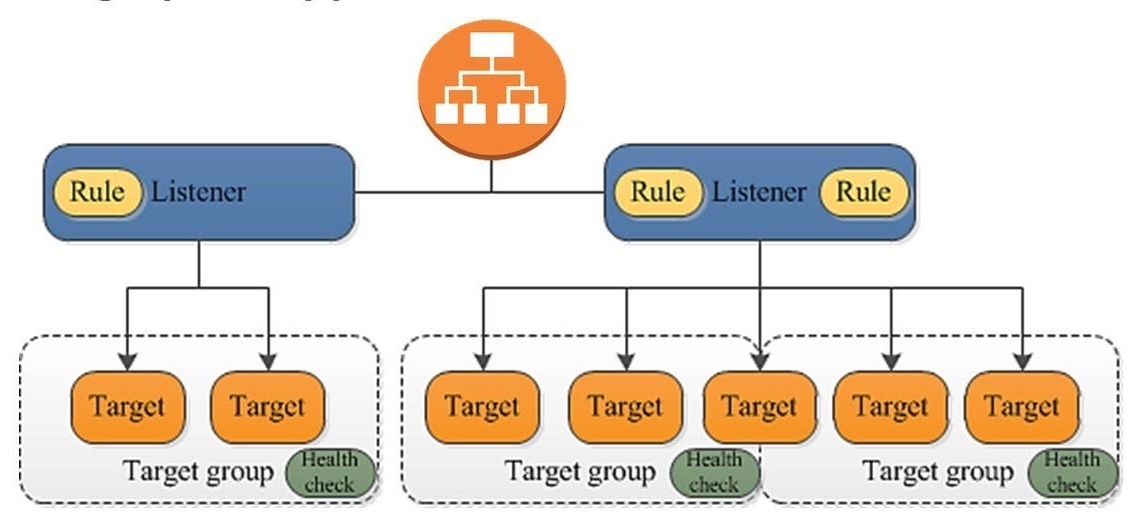 Rule Listener
Rule Listener Rule
Target Target
Target Target Target Target Target
Target group Health check
Target group Health check
Target group Health check